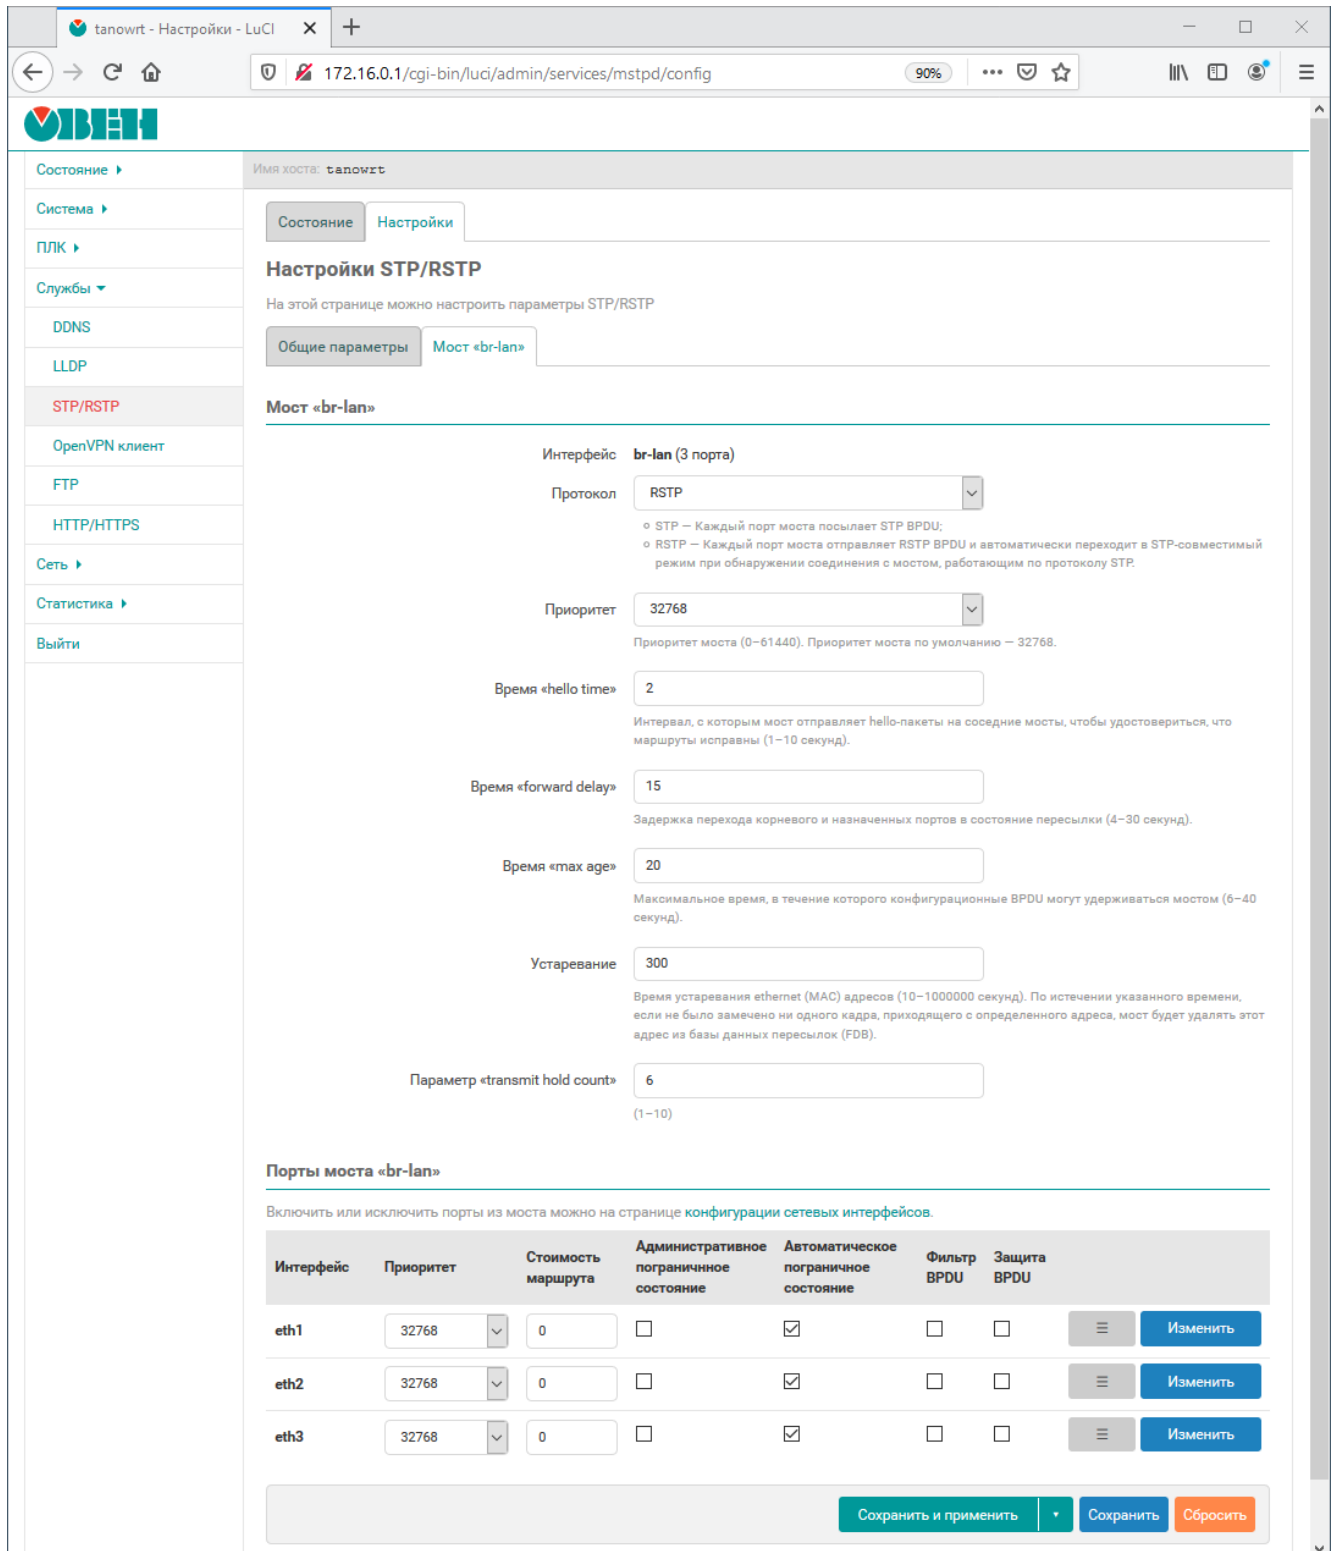 tanowrt - Настройки - LuCI
172.16.0.1/cgi-bin/luci/admin/services/mstpd/config
90%
ОВЕН
Состояние
Система
ПЛК
Службы
DDNS
LLDP
STP/RSTP
OpenVPN клиент
FTP
HTTP/HTTPS
Сеть
Статистика
Выйти
Имя хоста: tanowrt
Состояние Настройки
Настройки STP/RSTP
На этой странице можно настроить параметры STP/RSTP
Общие параметры Мост «br-lan»
Мост «br-lan»
Интерфейс br-lan (3 порта)
Протокол RSTP
STP — Каждый порт моста посылает STP BPDU;
RSTP — Каждый порт моста отправляет RSTP BPDU и автоматически переходит в STP-совместимый
режим при обнаружении соединения с мостом, работающим по протоколу STP.
Приоритет 32768
Приоритет моста (0–61440). Приоритет моста по умолчанию — 32768.
Время «hello time» 2
Интервал, с которым мост отправляет hello-пакеты на соседние мосты, чтобы удостовериться, что
маршруты исправны (1–10 секунд).
Время «forward delay» 15
Задержка перехода корневого и назначенных портов в состояние пересылки (4–30 секунд).
Время «max age» 20
Максимальное время, в течение которого конфигурационные BPDU могут удерживаться мостом (6–40
секунд).
Устаревание 300
Время устаревания ethernet (MAC) адресов (10–1000000 секунд). По истечении указанного времени,
если не было замечено ни одного кадра, приходящего с определенного адреса, мост будет удалять этот
адрес из базы данных пересылок (FDB).
Параметр «transmit hold count» 6
(1–10)
Порты моста «br-lan»
Включить или исключить порты из моста можно на странице конфигурации сетевых интерфейсов.
Интерфейс Приоритет Стоимость маршрута Административное пограничнное состояние Автоматическое пограничное состояние Фильтр BPDU Защита BPDU
eth1 32768 0 Изменить
eth2 32768 0 Изменить
eth3 32768 0 Изменить
Сохранить и применить Сохранить Сбросить